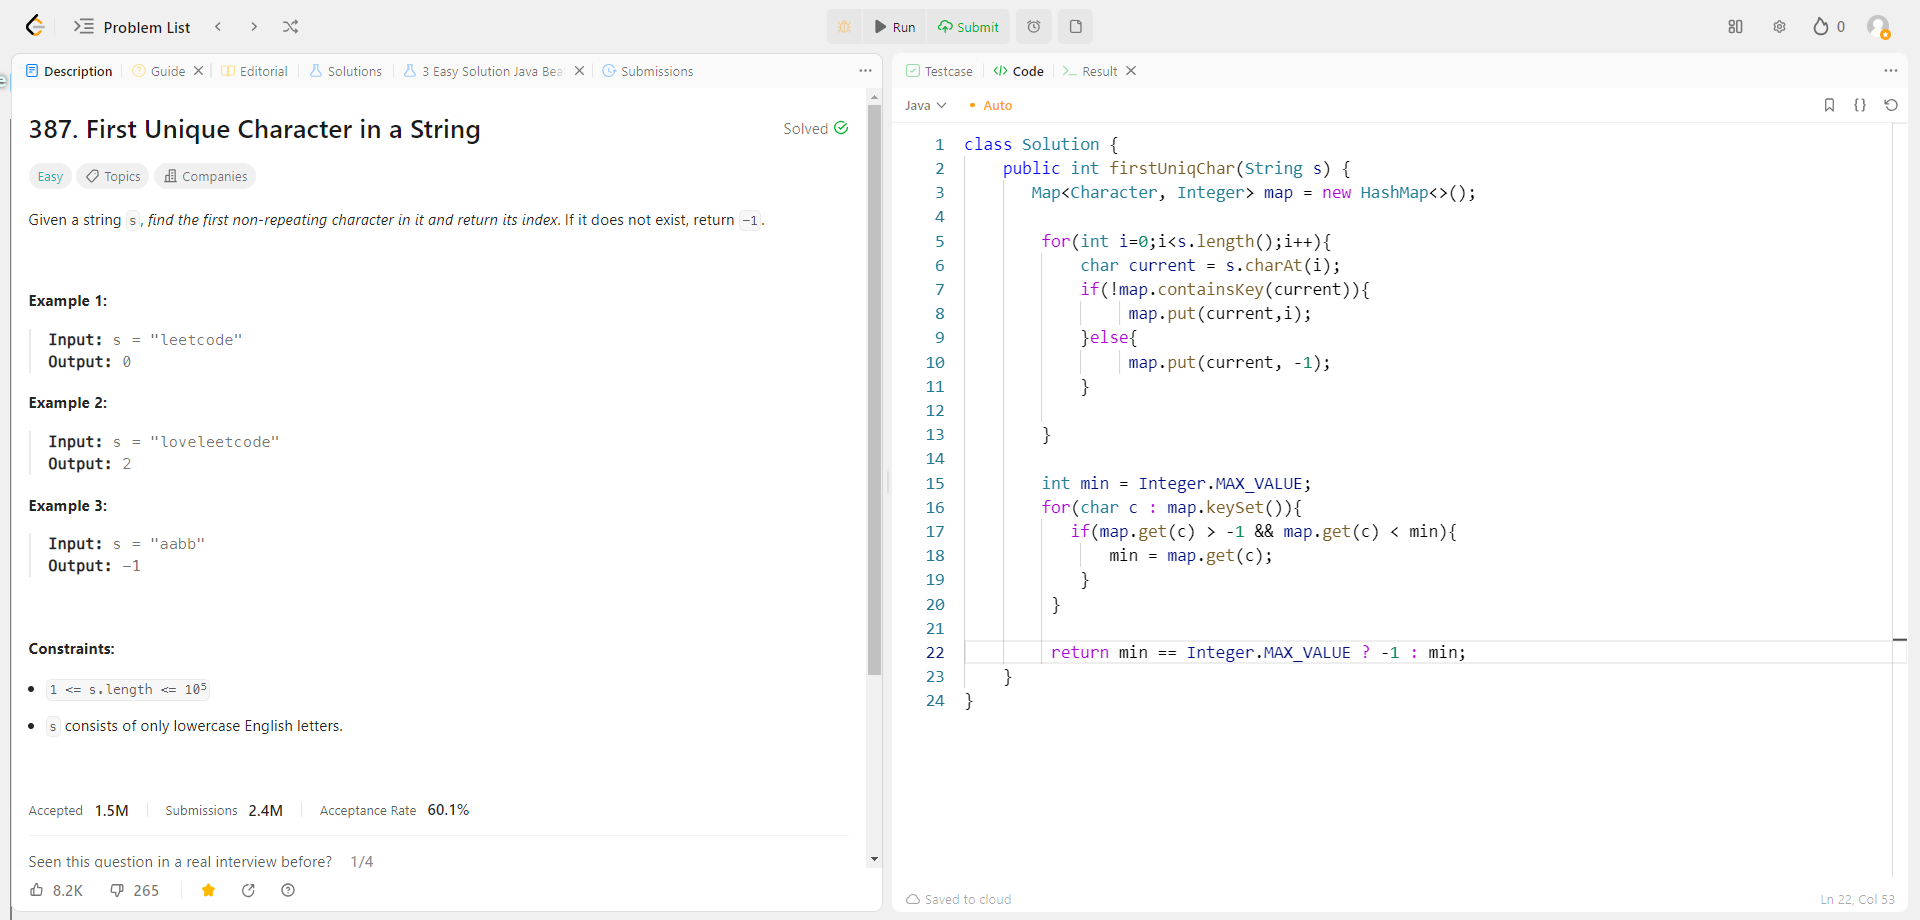 Problem List
Run
Submit
0
Description
Guide
Editorial
Solutions
3 Easy Solution Java Bea
Submissions
387. First Unique Character in a String
Solved
Easy
Topics
Companies
Given a string s, find the first non-repeating character in it and return its index. If it does not exist, return -1.
Example 1:
Input: s = "leetcode"
Output: 0
Example 2:
Input: s = "loveleetcode"
Output: 2
Example 3:
Input: s = "aabb"
Output: -1
Constraints:
1 <= s.length <= 10⁵
s consists of only lowercase English letters.
Accepted 1.5M
Submissions 2.4M
Acceptance Rate 60.1%
Seen this question in a real interview before? 1/4
8.2K
265
Testcase
Code
Result
Java
Auto
1 class Solution {
2     public int firstUniqChar(String s) {
3        Map<Character, Integer> map = new HashMap<>();
4
5         for(int i=0;i<s.length();i++){
6             char current = s.charAt(i);
7             if(!map.containsKey(current)){
8                  map.put(current,i);
9             }else{
10                  map.put(current, -1);
11             }
12
13         }
14
15         int min = Integer.MAX_VALUE;
16         for(char c : map.keySet()){
17            if(map.get(c) > -1 && map.get(c) < min){
18                min = map.get(c);
19             }
20          }
21
22          return min == Integer.MAX_VALUE ? -1 : min;
23     }
24 }
Saved to cloud
Ln 22, Col 53